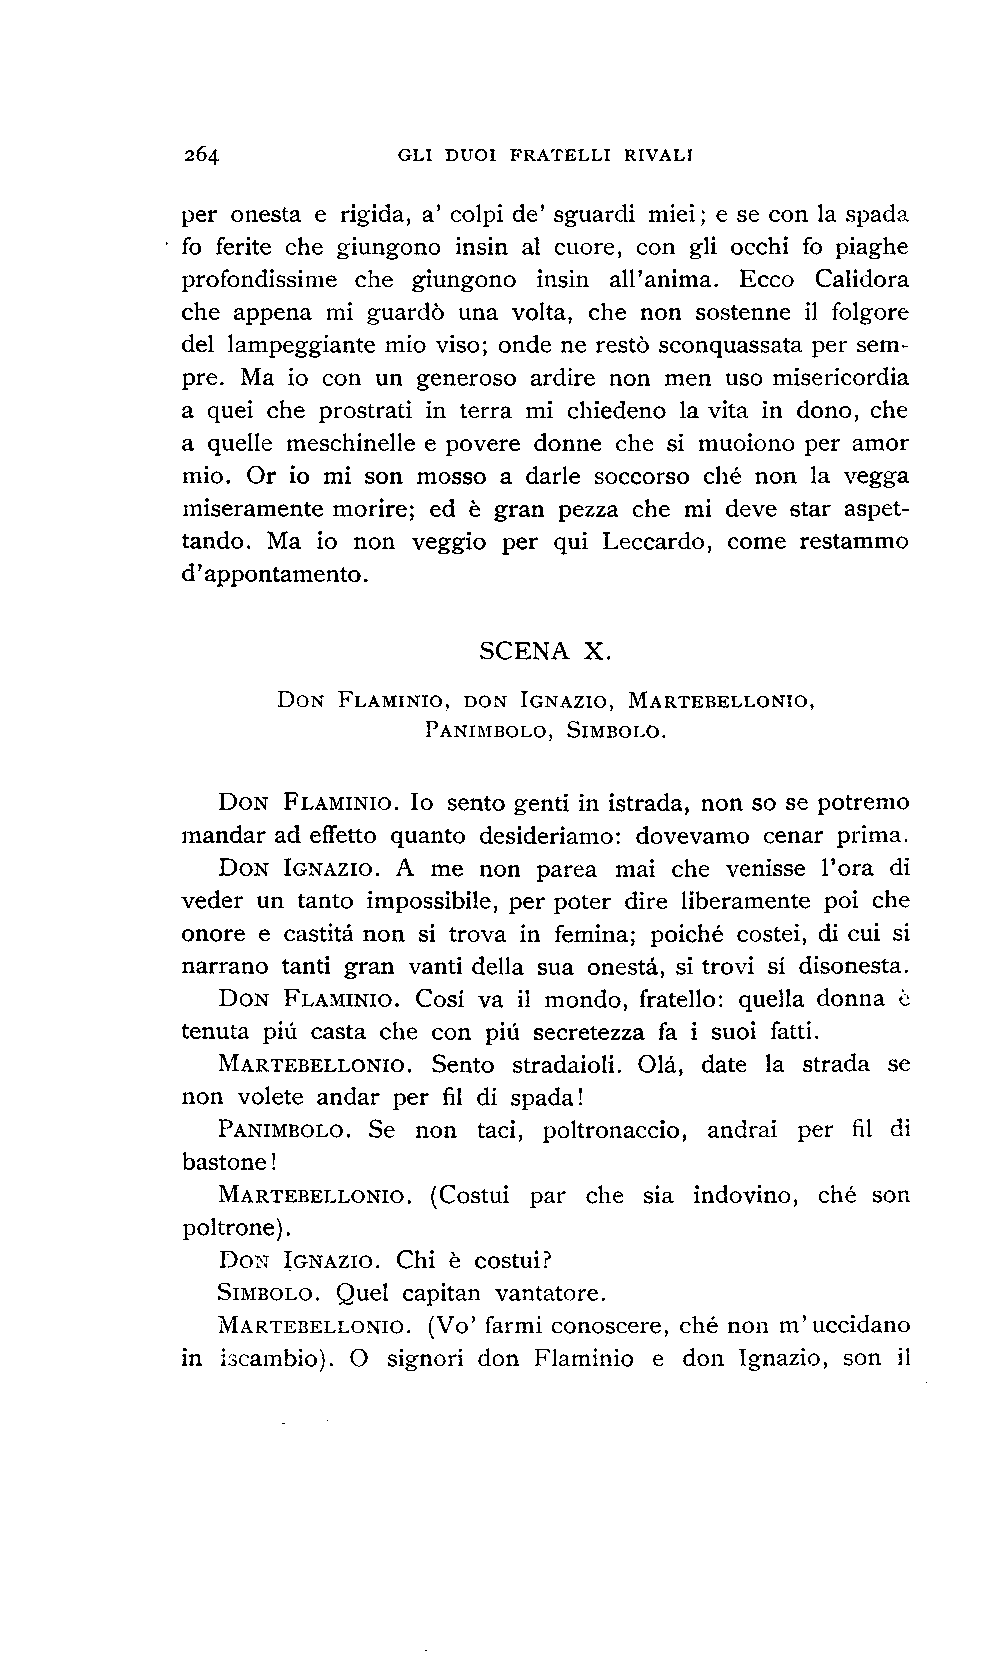 264 GLI DUOI FRATELLI RIVALI
per onesta e rigida, a' colpi de' sguardi miei; e se con la spada
fo ferite che giungono insin al cuore, con gli occhi fo piaghe
profondissime che giungono insin all'anima. Ecco Calidora
che appena mi guardò una volta, che non sostenne il folgore
del lampeggiante mio viso; onde ne restò sconquassata per sem-
pre. Ma io con un generoso ardire non men uso misericordia
a quei che prostrati in terra mi chiedeno la vita in dono, che
a quelle meschinelle e povere donne che si muoiono per amor
mio. Or io mi son mosso a darle soccorso ché non la vegga
miseramente morire; ed è gran pezza che mi deve star aspet-
tando. Ma io non veggio per qui Leccardo, come restammo
d'appontamento.
SCENA X.
DON FLAMINIO, DON IGNAZIO, MARTEBELLONIO,
PANIMBOLO, SIMBOLO.
DON FLAMINIO. Io sento genti in istrada, non so se potremo
mandar ad effetto quanto desideriamo: dovevamo cenar prima.
DON IGNAZIO. A me non parea mai che venisse l'ora di
veder un tanto impossibile, per poter dire liberamente poi che
onore e castitá non si trova in femina; poiché costei, di cui si
narrano tanti gran vanti della sua onestá, si trovi sí disonesta.
DON FLAMINIO. Cosí va il mondo, fratello: quella donna è
tenuta piú casta che con piú secretezza fa i suoi fatti.
MARTEBELLONIO. Sento stradaioli. Olá, date la strada se
non volete andar per fil di spada!
PANIMBOLO. Se non taci, poltronaccio, andrai per fil di
bastone!
MARTEBELLONIO. (Costui par che sia indovino, ché son
poltrone).
DON IGNAZIO. Chi è costui?
SIMBOLO. Quel capitan vantatore.
MARTEBELLONIO. (Vo' farmi conoscere, ché non m'uccidano
in iscambio). O signori don Flaminio e don Ignazio, son il